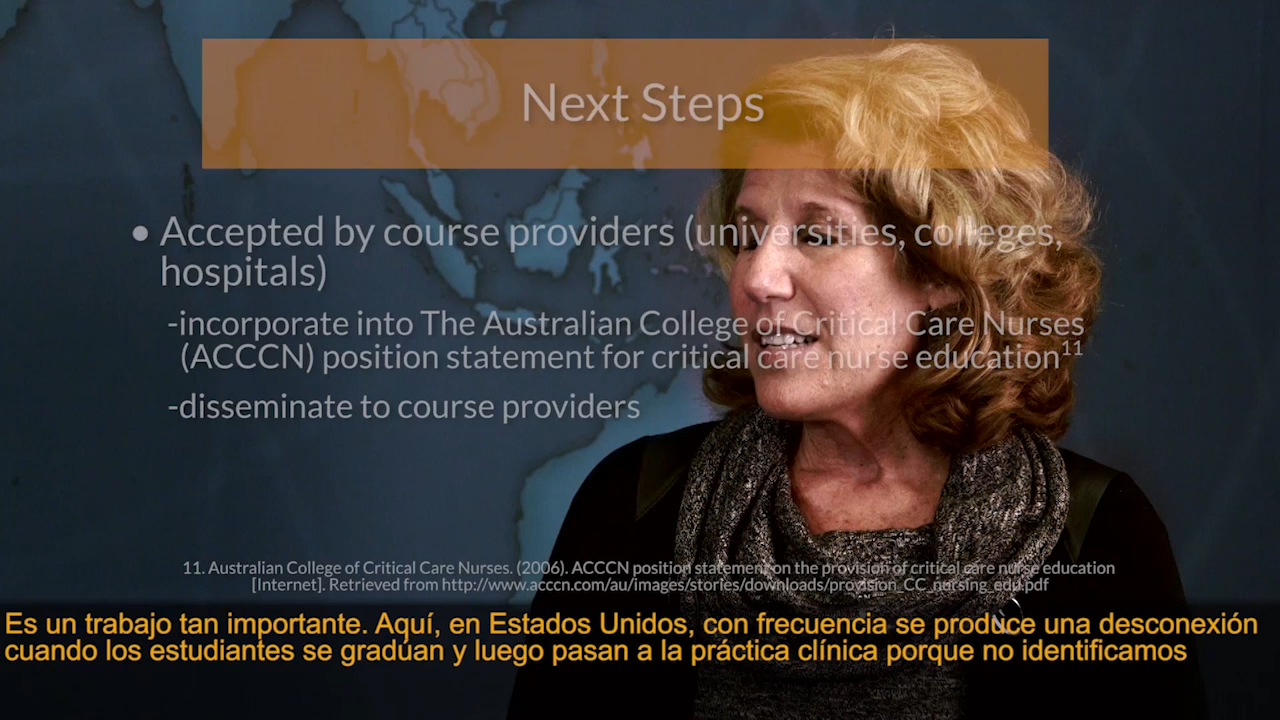 Next Steps
• Accepted by course providers (universities, colleges,
hospitals)
-incorporate into The Australian College of Critical Care Nurses
(ACCCN) position statement for critical care nurse education11
-disseminate to course providers
11. Australian College of Critical Care Nurses. (2006). ACCCN position statement on the provision of critical care nurse education
[Internet]. Retrieved from http://www.acccn.com/au/images/stories/downloads/provision_CC_nursing_edu.pdf
Es un trabajo tan importante. Aquí, en Estados Unidos, con frecuencia se produce una desconexión
cuando los estudiantes se gradúan y luego pasan a la práctica clínica porque no identificamos